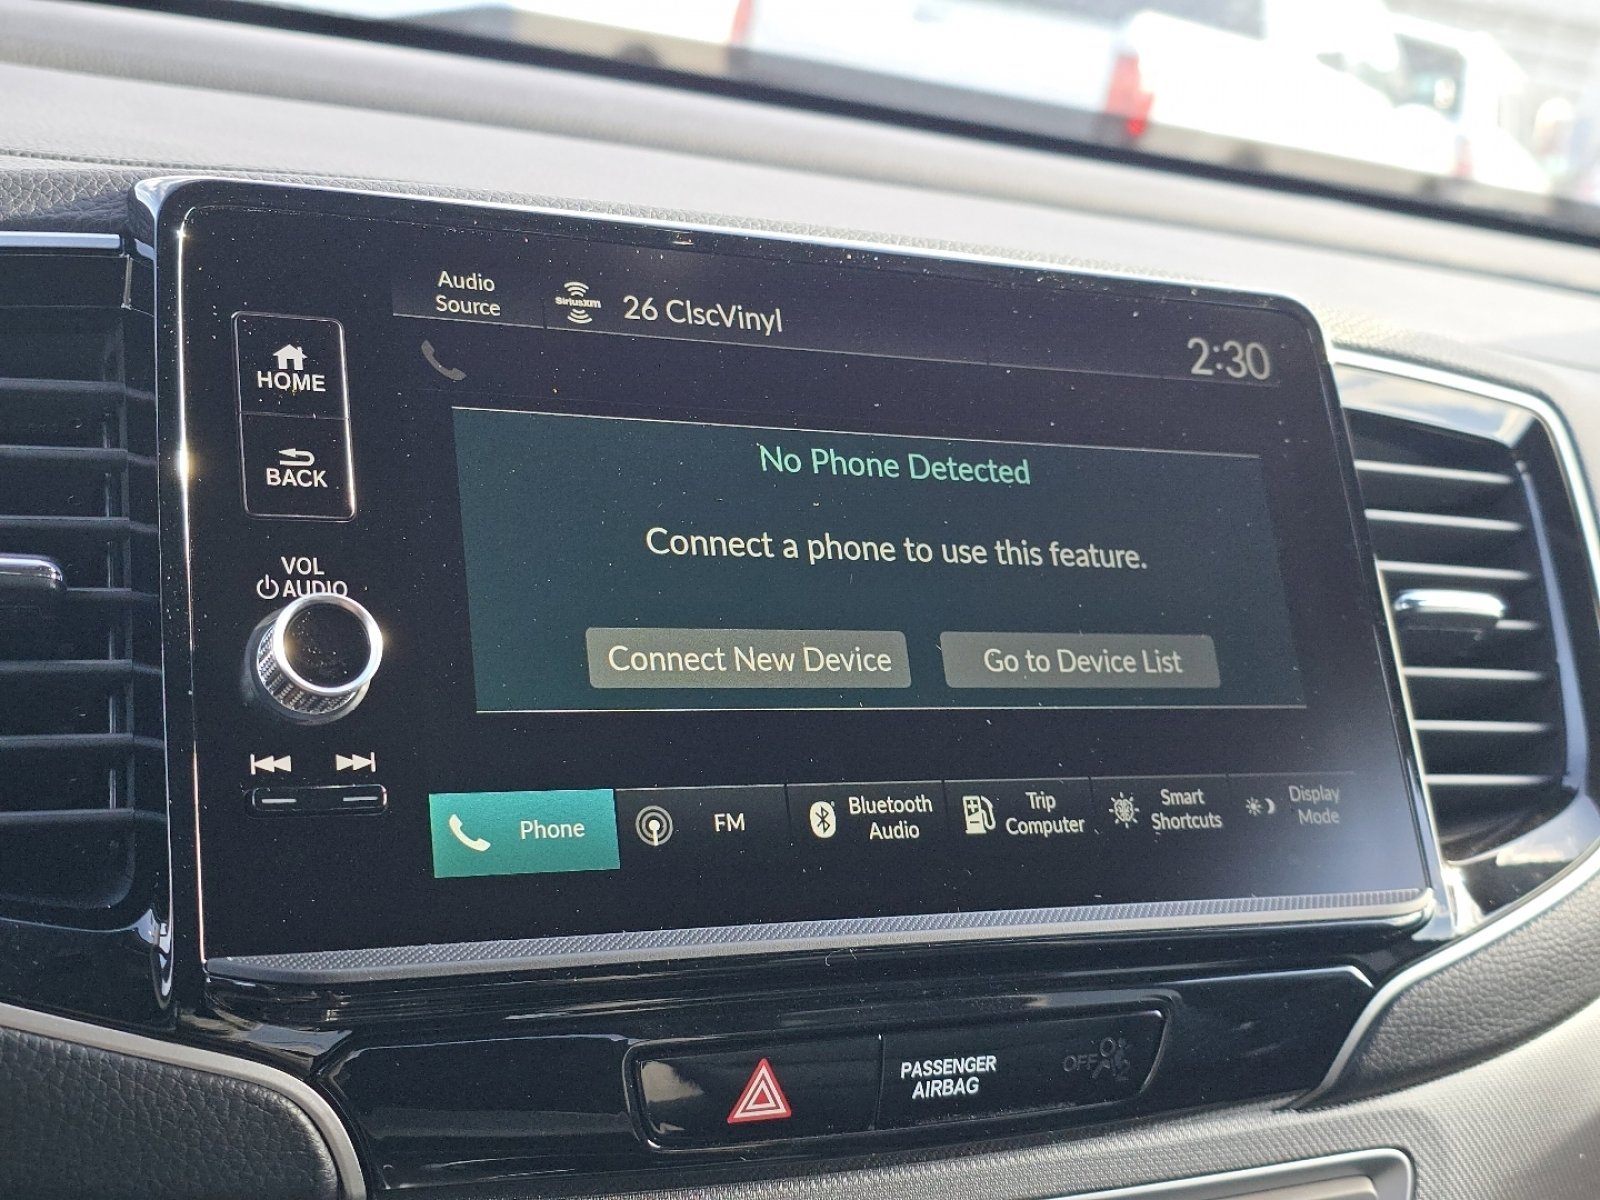 Audio
Source
SiriusXM
26 ClscVinyl
2:30
HOME
BACK
No Phone Detected
Connect a phone to use this feature.
VOL
AUDIO
Connect New Device
Go to Device List
Phone
FM
Bluetooth
Audio
Trip
Computer
Smart
Shortcuts
Display
Mode
PASSENGER
AIRBAG
OFF